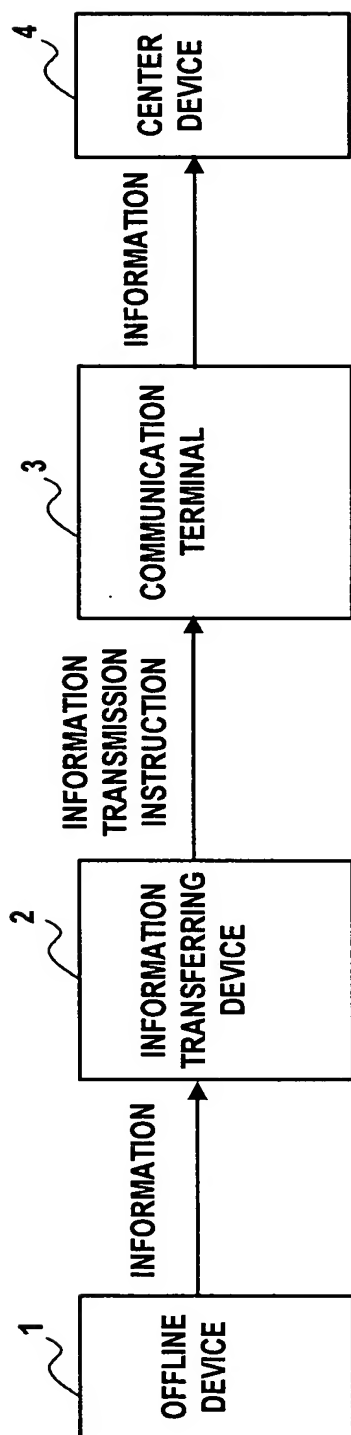 1
OFFLINE
DEVICE
INFORMATION
2
INFORMATION
TRANSFERRING
DEVICE
INFORMATION
TRANSMISSION
INSTRUCTION
3
COMMUNICATION
TERMINAL
INFORMATION
4
CENTER
DEVICE